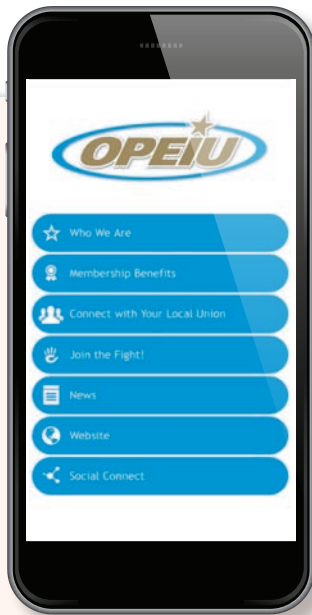 OPEIU
Who We Are
Membership Benefits
Connect with Your Local Union
Join the Fight!
News
Website
Social Connect